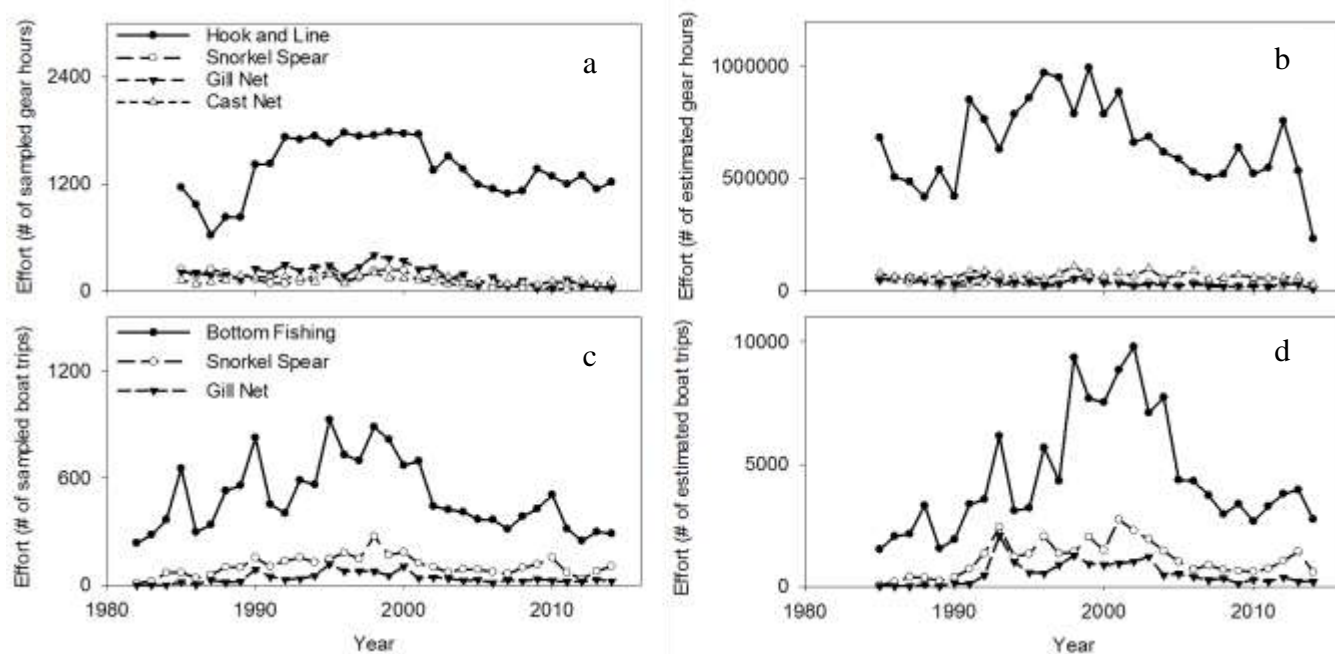 Effort (# of sampled gear hours)
2400
1200
0
Hook and Line
Snorkel Spear
Gill Net
Cast Net
a
Effort (# of estimated gear hours)
1000000
500000
0
b
Effort (# of sampled boat trips)
1200
600
0
Bottom Fishing
Snorkel Spear
Gill Net
c
1980
1990
2000
2010
Year
Effort (# of estimated boat trips)
10000
5000
0
d
1980
1990
2000
2010
Year